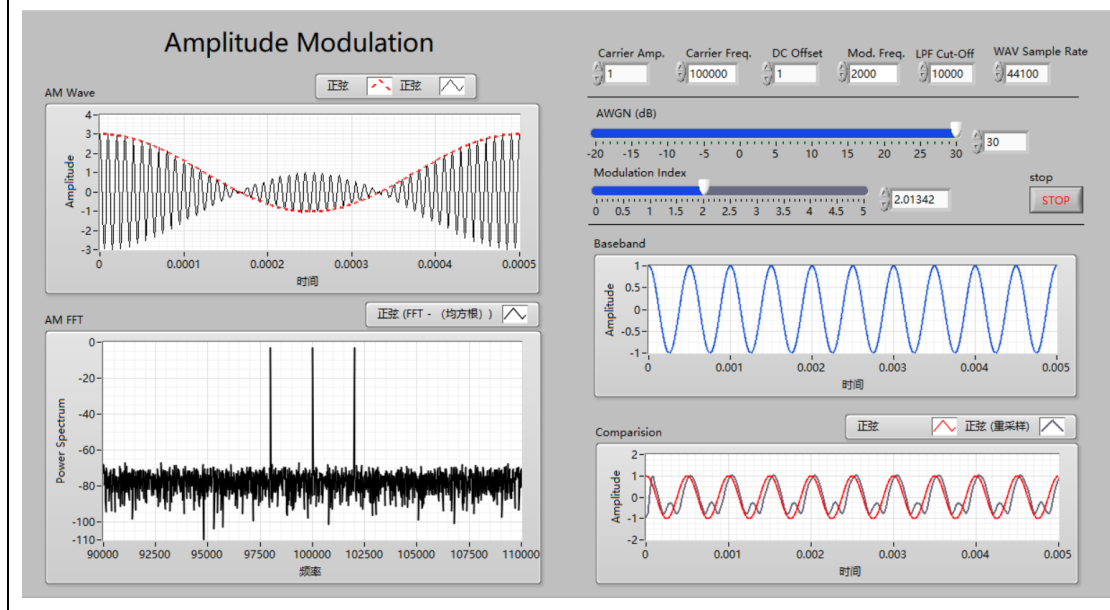 Amplitude Modulation
正弦 正弦
AM Wave
Amplitude
4
3
2
1
0
-1
-2
-3
0 0.0001 0.0002 0.0003 0.0004 0.0005
时间
正弦 (FFT - （均方根）)
AM FFT
Power Spectrum
0
-20
-40
-60
-80
-100
-110
90000 92500 95000 97500 100000 102500 105000 107500 110000
频率
Carrier Amp. Carrier Freq. DC Offset Mod. Freq. LPF Cut-Off WAV Sample Rate
1 100000 1 2000 10000 44100
AWGN (dB)
30
-20 -15 -10 -5 0 5 10 15 20 25 30
Modulation Index
2.01342
0 0.5 1 1.5 2 2.5 3 3.5 4 4.5 5
stop
STOP
Baseband
Amplitude
1
0.5
0
-0.5
-1
0 0.001 0.002 0.003 0.004 0.005
时间
正弦 正弦 (重采样)
Comparision
Amplitude
2
1
0
-1
-2
0 0.001 0.002 0.003 0.004 0.005
时间